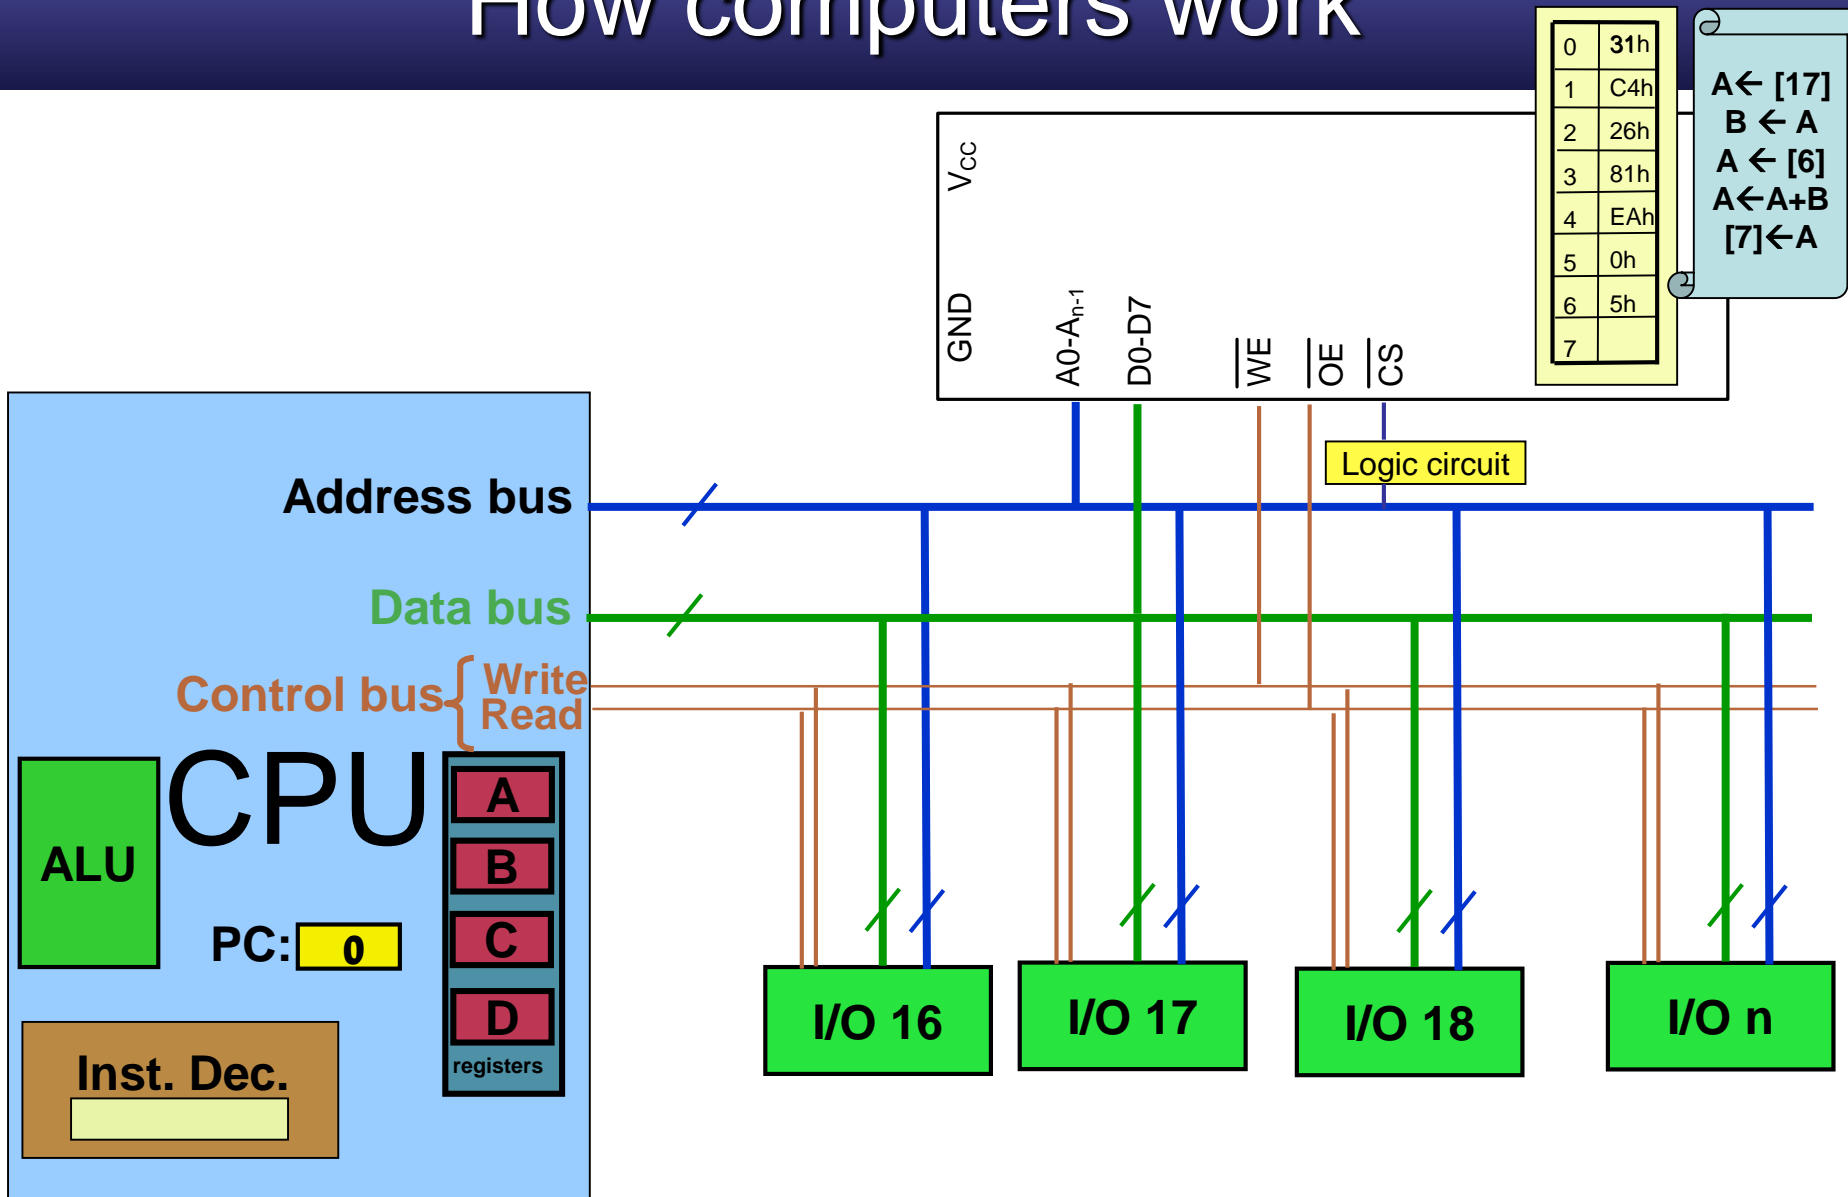 How computers work
0 31h
1 C4h
2 26h
3 81h
4 EAh
5 0h
6 5h
7
A← [17]
B ← A
A ← [6]
A←A+B
[7]←A
VCC
GND
A0-An-1
D0-D7
WE
OE
CS
Logic circuit
Address bus
Data bus
Control bus
Write
Read
CPU
ALU
A
B
C
D
registers
PC: 0
Inst. Dec.
I/O 16
I/O 17
I/O 18
I/O n